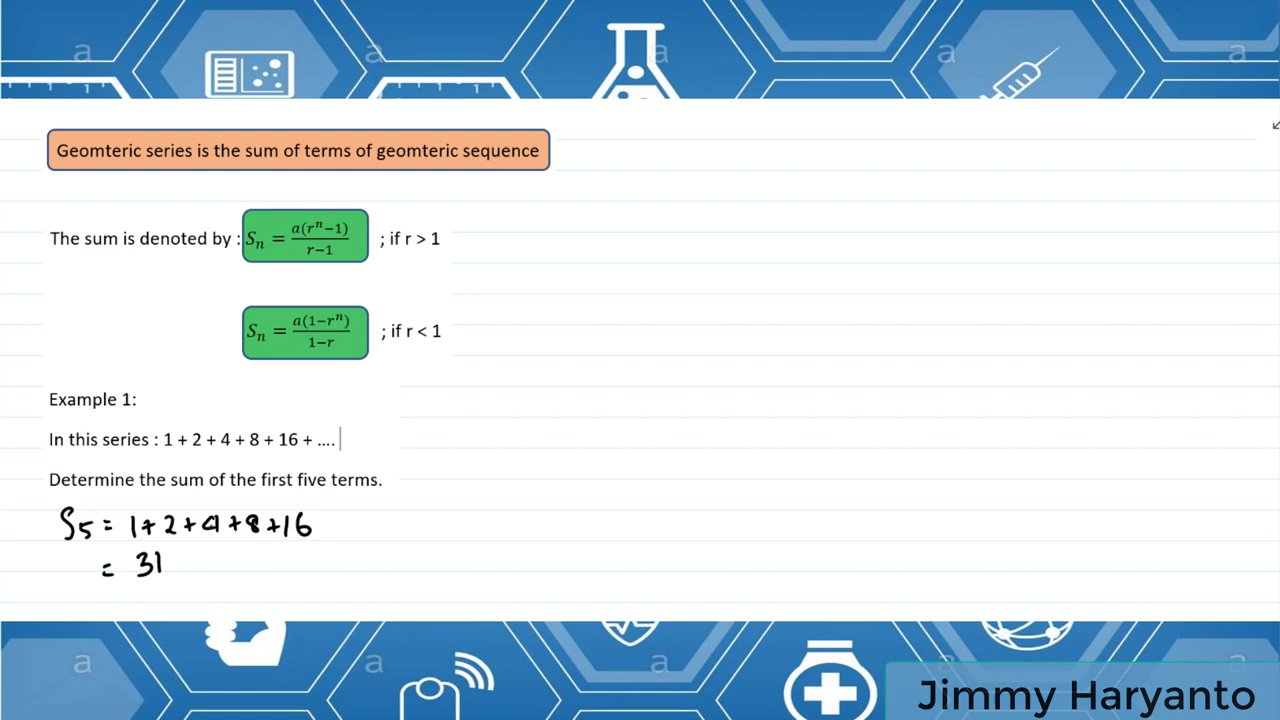 Geomteric series is the sum of terms of geomteric sequence
The sum is denoted by : Sₙ = a(rⁿ−1)/(r−1) ; if r > 1
Sₙ = a(1−rⁿ)/(1−r) ; if r < 1
Example 1:
In this series : 1 + 2 + 4 + 8 + 16 + ....
Determine the sum of the first five terms.
S5 = 1+2+4+8+16
= 31
Jimmy Haryanto
a a a a a
a a a a